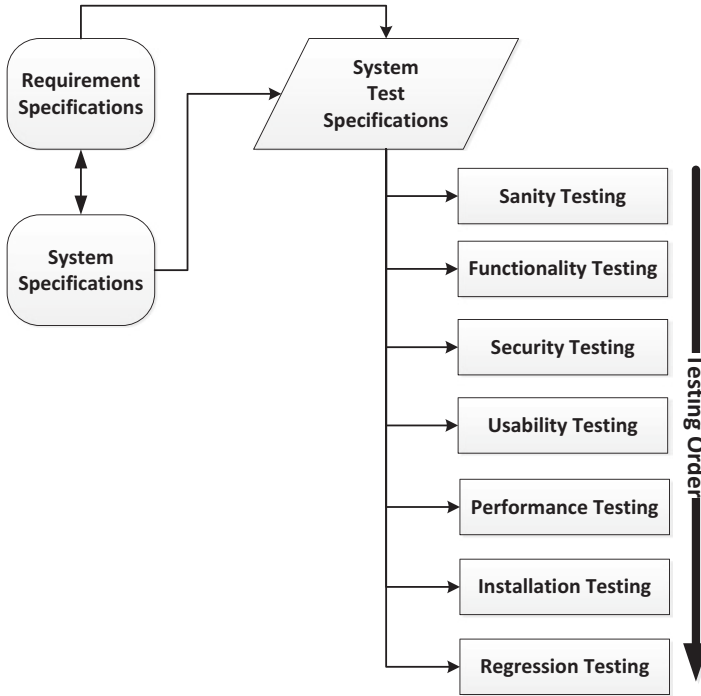 Requirement
Specifications
System
Test
Specifications
System
Specifications
Sanity Testing
Functionality Testing
Security Testing
Usability Testing
Performance Testing
Installation Testing
Regression Testing
Testing Order